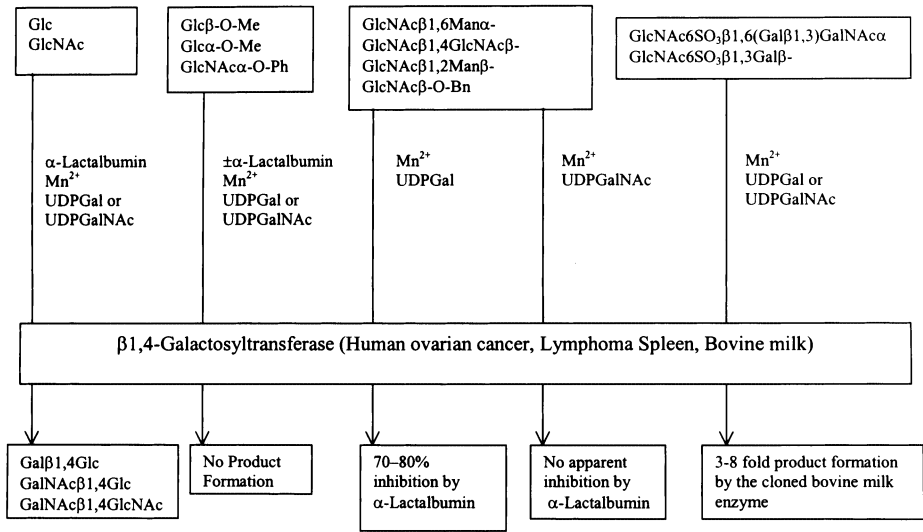 Glc
GlcNAc
Glcβ-O-Me
Glcα-O-Me
GlcNAcα-O-Ph
GlcNAcβ1,6Manα-
GlcNAcβ1,4GlcNAcβ-
GlcNAcβ1,2Manβ-
GlcNAcβ-O-Bn
GlcNAc6SO₃β1,6(Galβ1,3)GalNAcα
GlcNAc6SO₃β1,3Galβ-
α-Lactalbumin
Mn²⁺
UDPGal or
UDPGalNAc
±α-Lactalbumin
Mn²⁺
UDPGal or
UDPGalNAc
Mn²⁺
UDPGal
Mn²⁺
UDPGalNAc
Mn²⁺
UDPGal or
UDPGalNAc
β1,4-Galactosyltransferase (Human ovarian cancer, Lymphoma Spleen, Bovine milk)
Galβ1,4Glc
GalNAcβ1,4Glc
GalNAcβ1,4GlcNAc
No Product
Formation
70–80%
inhibition by
α-Lactalbumin
No apparent
inhibition by
α-Lactalbumin
3-8 fold product formation
by the cloned bovine milk
enzyme